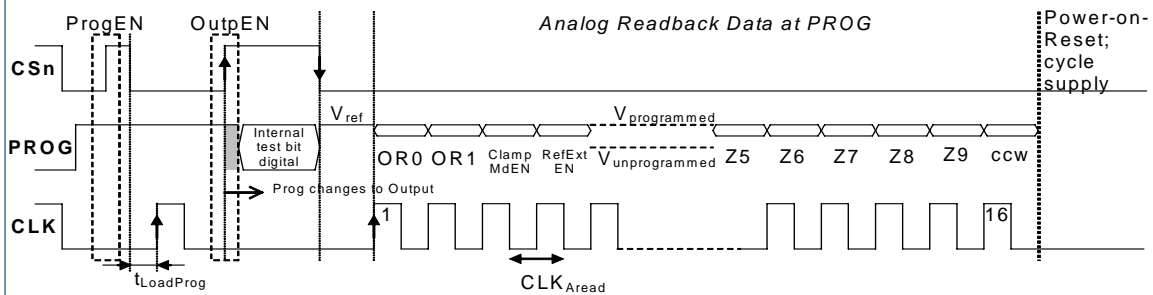 ProgEN
OutpEN
Analog Readback Data at PROG
Power-on-
Reset;
cycle
supply
CSn
Vref
Vprogrammed
PROG
Internal
test bit
digital
OR0 OR1 Clamp MdEN RefExt EN
Vunprogrammed
Z5 Z6 Z7 Z8 Z9 ccw
Prog changes to Output
CLK
1
16
tLoadProg
CLKAread